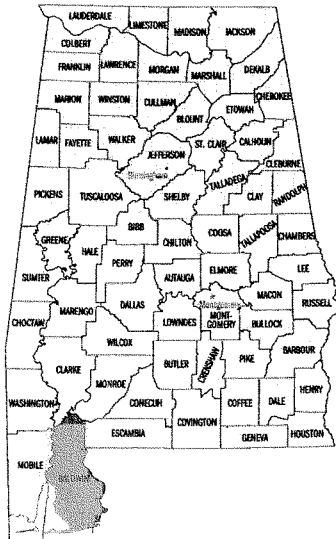 LAUDERDALE
LIMESTONE
MADISON
JACKSON
COLBERT
FRANKLIN
LAWRENCE
MORGAN
MARSHALL
DEKALB
CHEROKEE
MARION
WINSTON
CULLMAN
BLOUNT
ETOWAH
LAMAR
FAYETTE
WALKER
JEFFERSON
Birmingham
ST. CLAIR
CALHOUN
CLEBURNE
PICKENS
TUSCALOOSA
SHELBY
TALLADEGA
CLAY
RANDOLPH
BIBB
GREENE
HALE
PERRY
CHILTON
COOSA
TALLAPOOSA
CHAMBERS
SUMTER
AUTAUGA
ELMORE
LEE
MACON
RUSSELL
MARENGO
DALLAS
LOWNDES
Montgomery
MONT-
GOMERY
BULLOCK
CHOCTAW
WILCOX
BUTLER
CRENSHAW
PIKE
BARBOUR
CLARKE
MONROE
CONECUH
COVINGTON
COFFEE
DALE
HENRY
WASHINGTON
ESCAMBIA
GENEVA
HOUSTON
MOBILE
BALDWIN